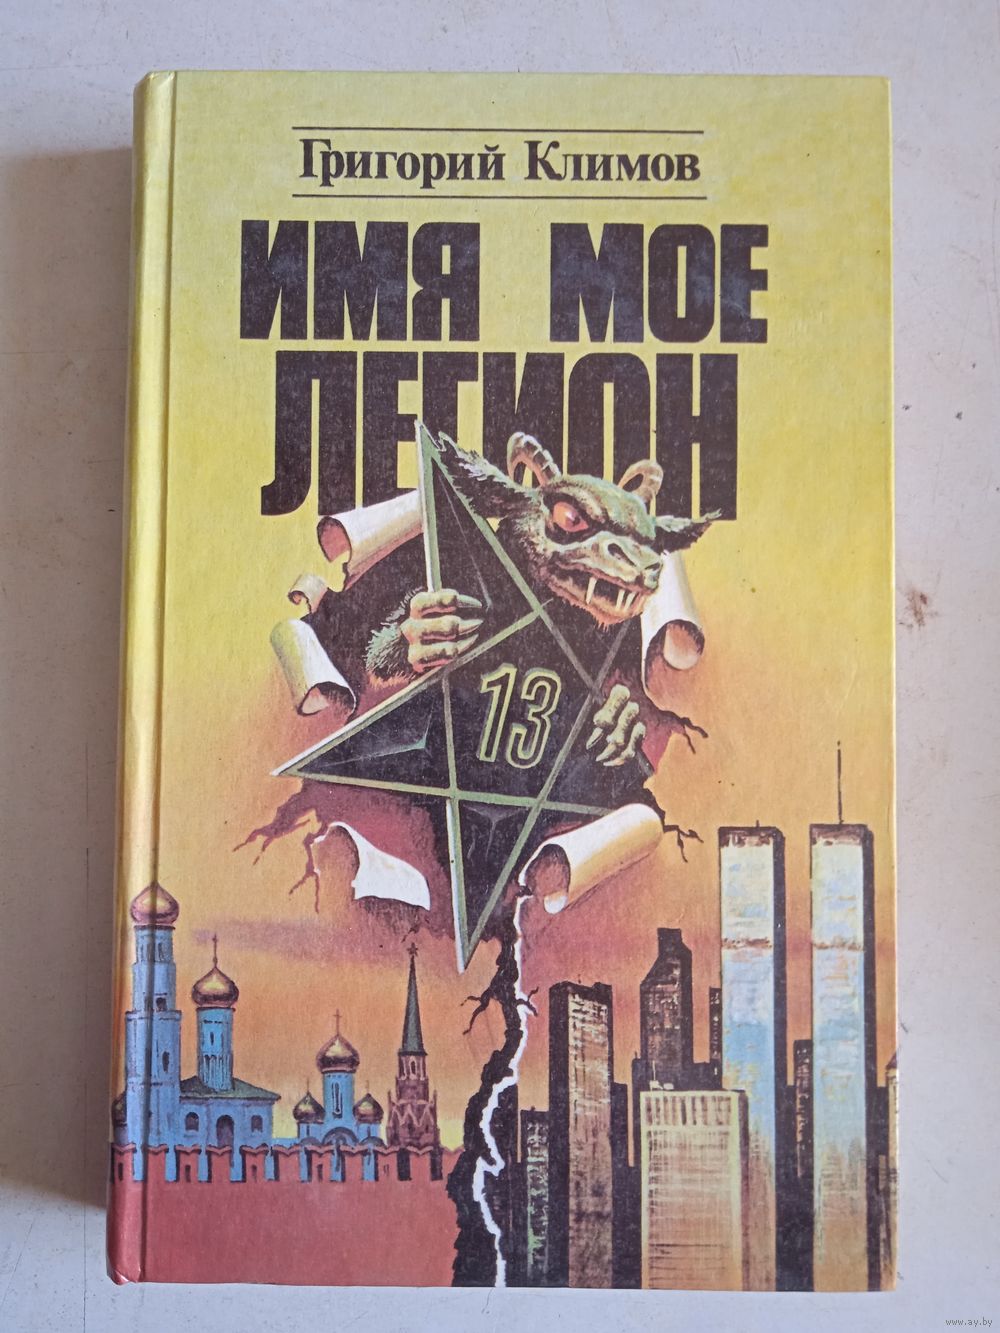 Григорий Климов
ИМЯ МОЕ
ЛЕГИОН
13
www.ay.by